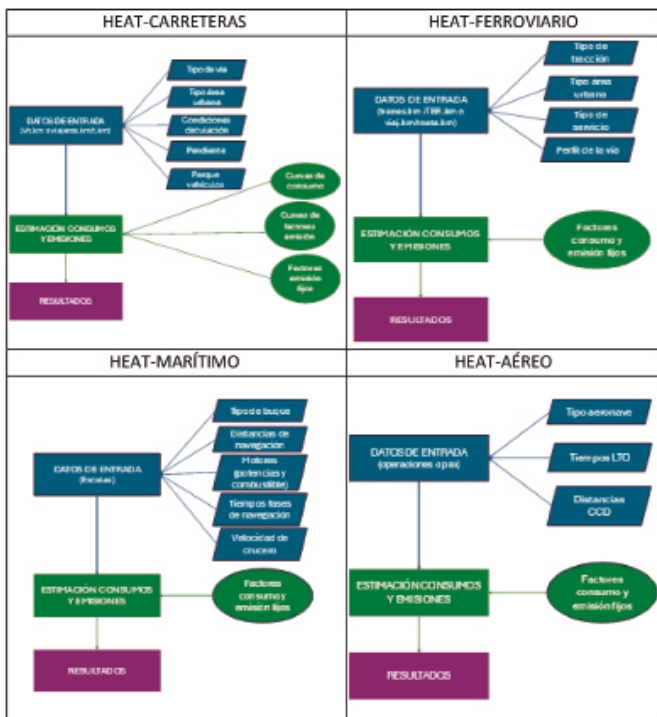 HEAT-CARRETERAS
Tipo de vía
Tipo área
urbana
DATOS DE ENTRADA
Condiciones
circulación
Pendiente
Parque
vehículos
Curvas de
consumo
ESTIMACIÓN CONSUMOS
Y EMISIONES
Curvas de
factores
emisión
Factores
emisión
fijos
RESULTADOS
HEAT-FERROVIARIO
Tipo de
tracción
Tipo área
urbana
DATOS DE ENTRADA
Tipo de
servicio
Perfil de la vía
ESTIMACIÓN CONSUMOS
Y EMISIONES
Factores
consumo y
emisión fijos
RESULTADOS
HEAT-MARÍTIMO
Tipo de buque
Distancias de
navegación
DATOS DE ENTRADA
(Escalas)
Motores
(potencias y
combustible)
Tiempos fases
de navegación
Velocidad de
crucero
ESTIMACIÓN CONSUMOS
Y EMISIONES
Factores
consumo y
emisión fijos
RESULTADOS
HEAT-AÉREO
Tipo aeronave
DATOS DE ENTRADA
(operaciones o pax)
Tiempos LTO
Distancias
CCD
ESTIMACIÓN CONSUMOS
Y EMISIONES
Factores
consumo y
emisión fijos
RESULTADOS